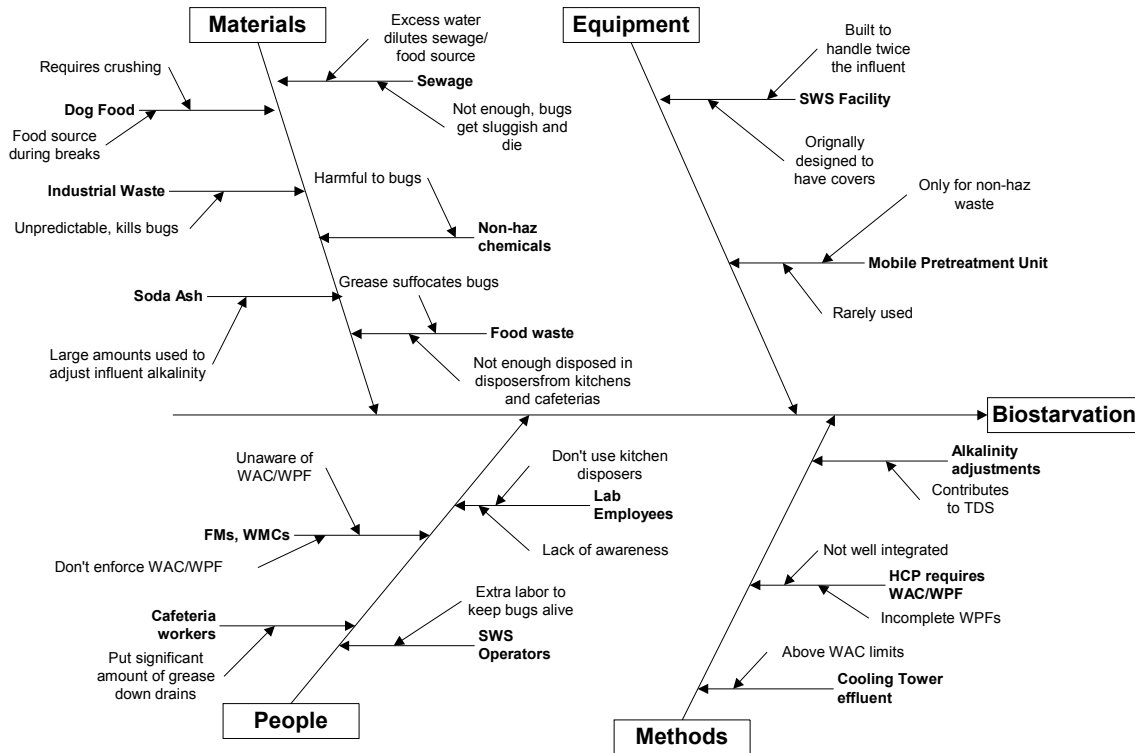 Materials
Equipment
Excess water
dilutes sewage/
food source
Built to
handle twice
the influent
Requires crushing
Sewage
Dog Food
SWS Facility
Not enough, bugs
get sluggish and
die
Food source
during breaks
Orignally
designed to
have covers
Harmful to bugs
Industrial Waste
Only for non-haz
waste
Unpredictable, kills bugs
Non-haz
chemicals
Mobile Pretreatment Unit
Grease suffocates bugs
Soda Ash
Rarely used
Food waste
Large amounts used to
adjust influent alkalinity
Not enough disposed in
disposersfrom kitchens
and cafeterias
Biostarvation
Unaware of
WAC/WPF
Don't use kitchen
disposers
Alkalinity
adjustments
Lab
Employees
Contributes
to TDS
FMs, WMCs
Lack of awareness
Not well integrated
Don't enforce WAC/WPF
HCP requires
WAC/WPF
Extra labor to
keep bugs alive
Incomplete WPFs
Cafeteria
workers
SWS
Operators
Above WAC limits
Put significant
amount of grease
down drains
Cooling Tower
effluent
People
Methods